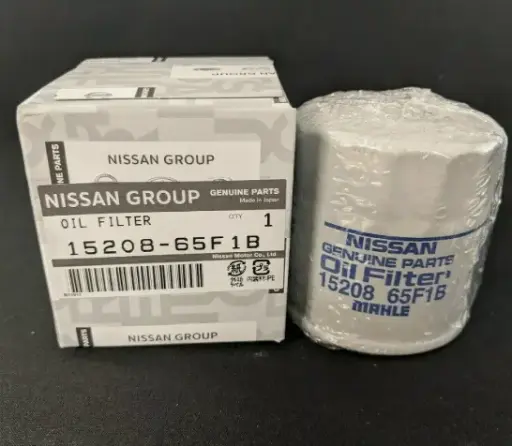 NISSAN GROUP
NISSAN GROUP
GENUINE PARTS
Made in Japan
OIL FILTER
QTY
1
15208-65F1B
Nissan Motor Co., Ltd.
NISSAN GROUP
NISSAN
GENUINE PARTS
Oil Filter
15208 65F1B
MAHLE